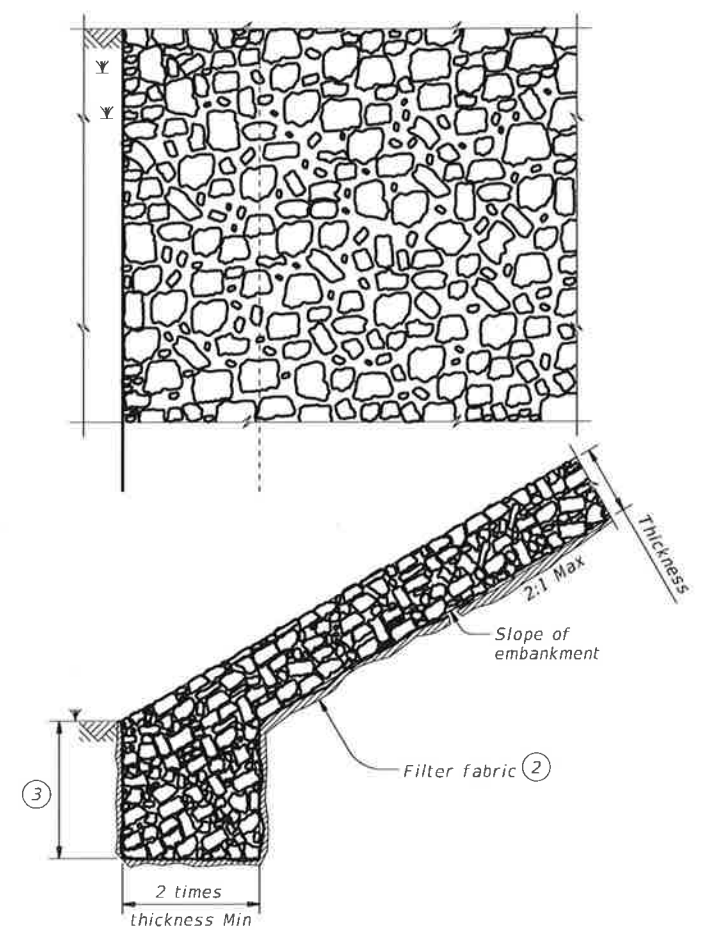 Thickness
2:1 Max
Slope of
embankment
Filter fabric 2
3
2 times
thickness Min